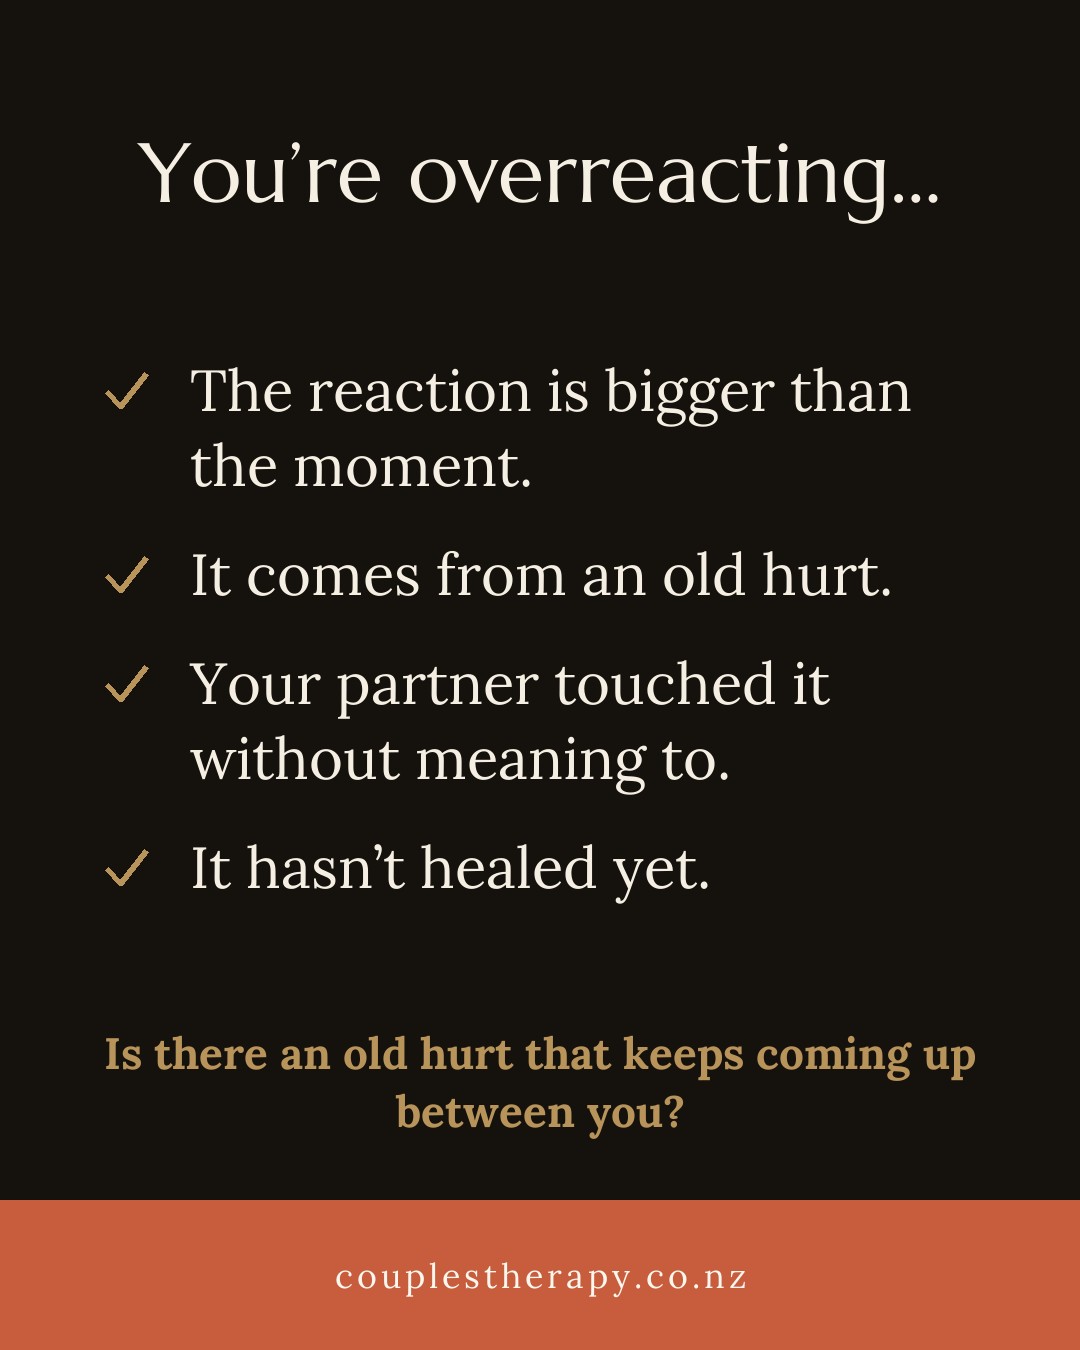 You’re overreacting...
The reaction is bigger than
the moment.
It comes from an old hurt.
Your partner touched it
without meaning to.
It hasn’t healed yet.
Is there an old hurt that keeps coming up
between you?
couplestherapy.co.nz